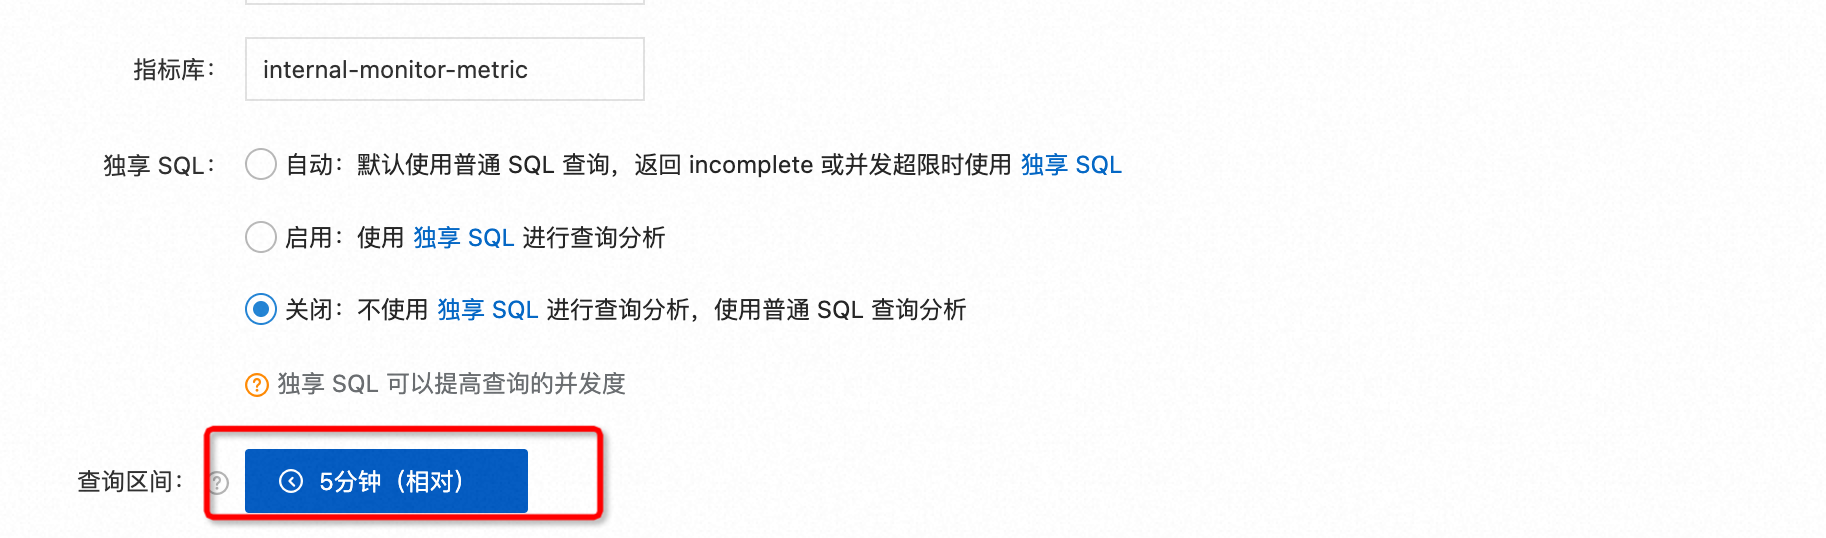 指标库： internal-monitor-metric
独享 SQL： 自动：默认使用普通 SQL 查询，返回 incomplete 或并发超限时使用 独享 SQL
启用：使用 独享 SQL 进行查询分析
关闭：不使用 独享 SQL 进行查询分析，使用普通 SQL 查询分析
? 独享 SQL 可以提高查询的并发度
查询区间： ? 5分钟（相对）